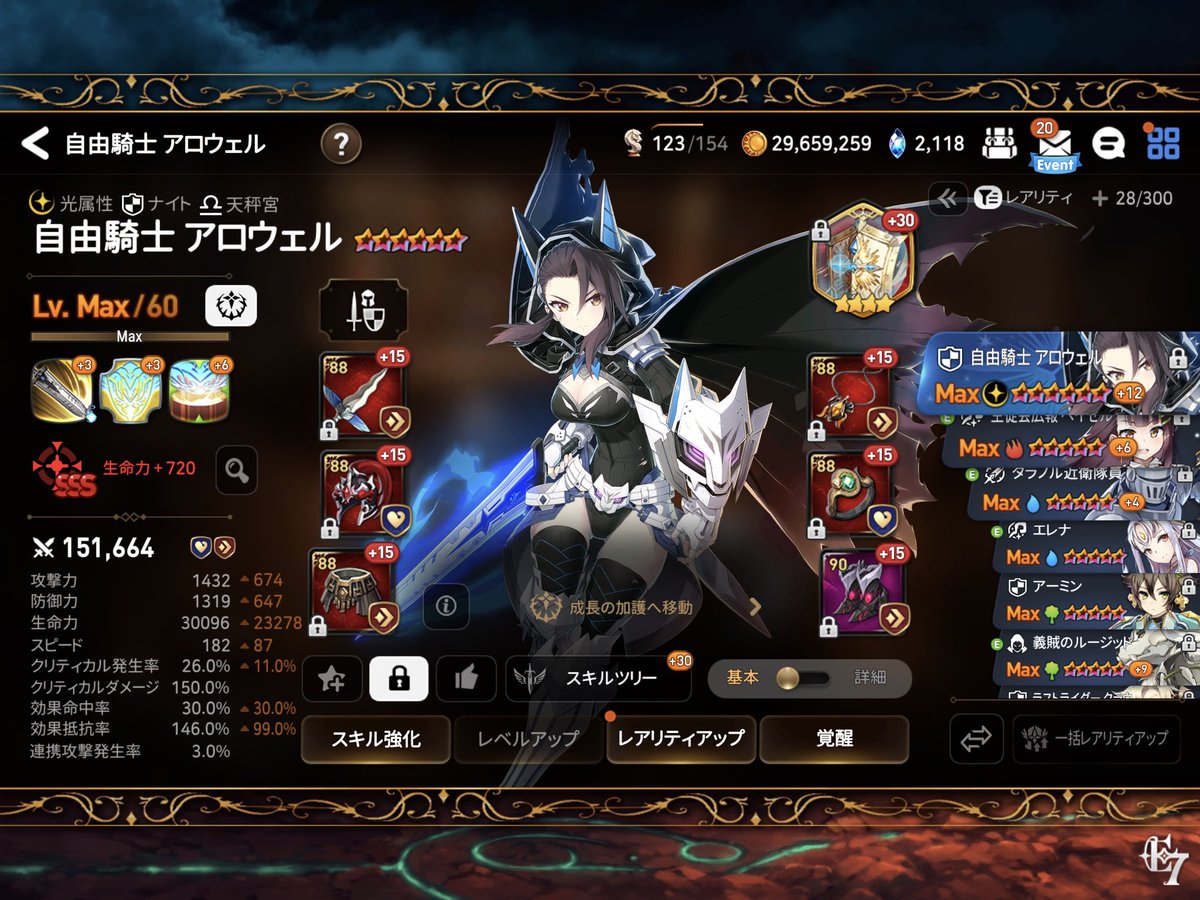 自由騎士 アロウェル
?
123/154
29,659,259
2,118
20
Event
光属性 ナイト 天秤宮
自由騎士 アロウェル
レアリティ
28/300
Lv. Max/60
Max
+3
+3
+6
SSS
生命力+720
151,664
攻撃力 1432 674
防御力 1319 647
生命力 30096 23278
スピード 182 87
クリティカル発生率 26.0% 11.0%
クリティカルダメージ 150.0%
効果命中率 30.0% 30.0%
効果抵抗率 146.0% 99.0%
連携攻撃発生率 3.0%
88 +15
88 +15
88 +15
+30
88 +15
88 +15
90 +15
成長の加護へ移動
スキルツリー
+30
基本
詳細
スキル強化
レベルアップ
レアリティアップ
覚醒
自由騎士 アロウェル
Max +12
Max +6
E タラノル近衛隊員
Max +4
E エレナ
Max
アーミン
Max
E 義賊のルージッド
Max +9
一括レアリティアップ
E7